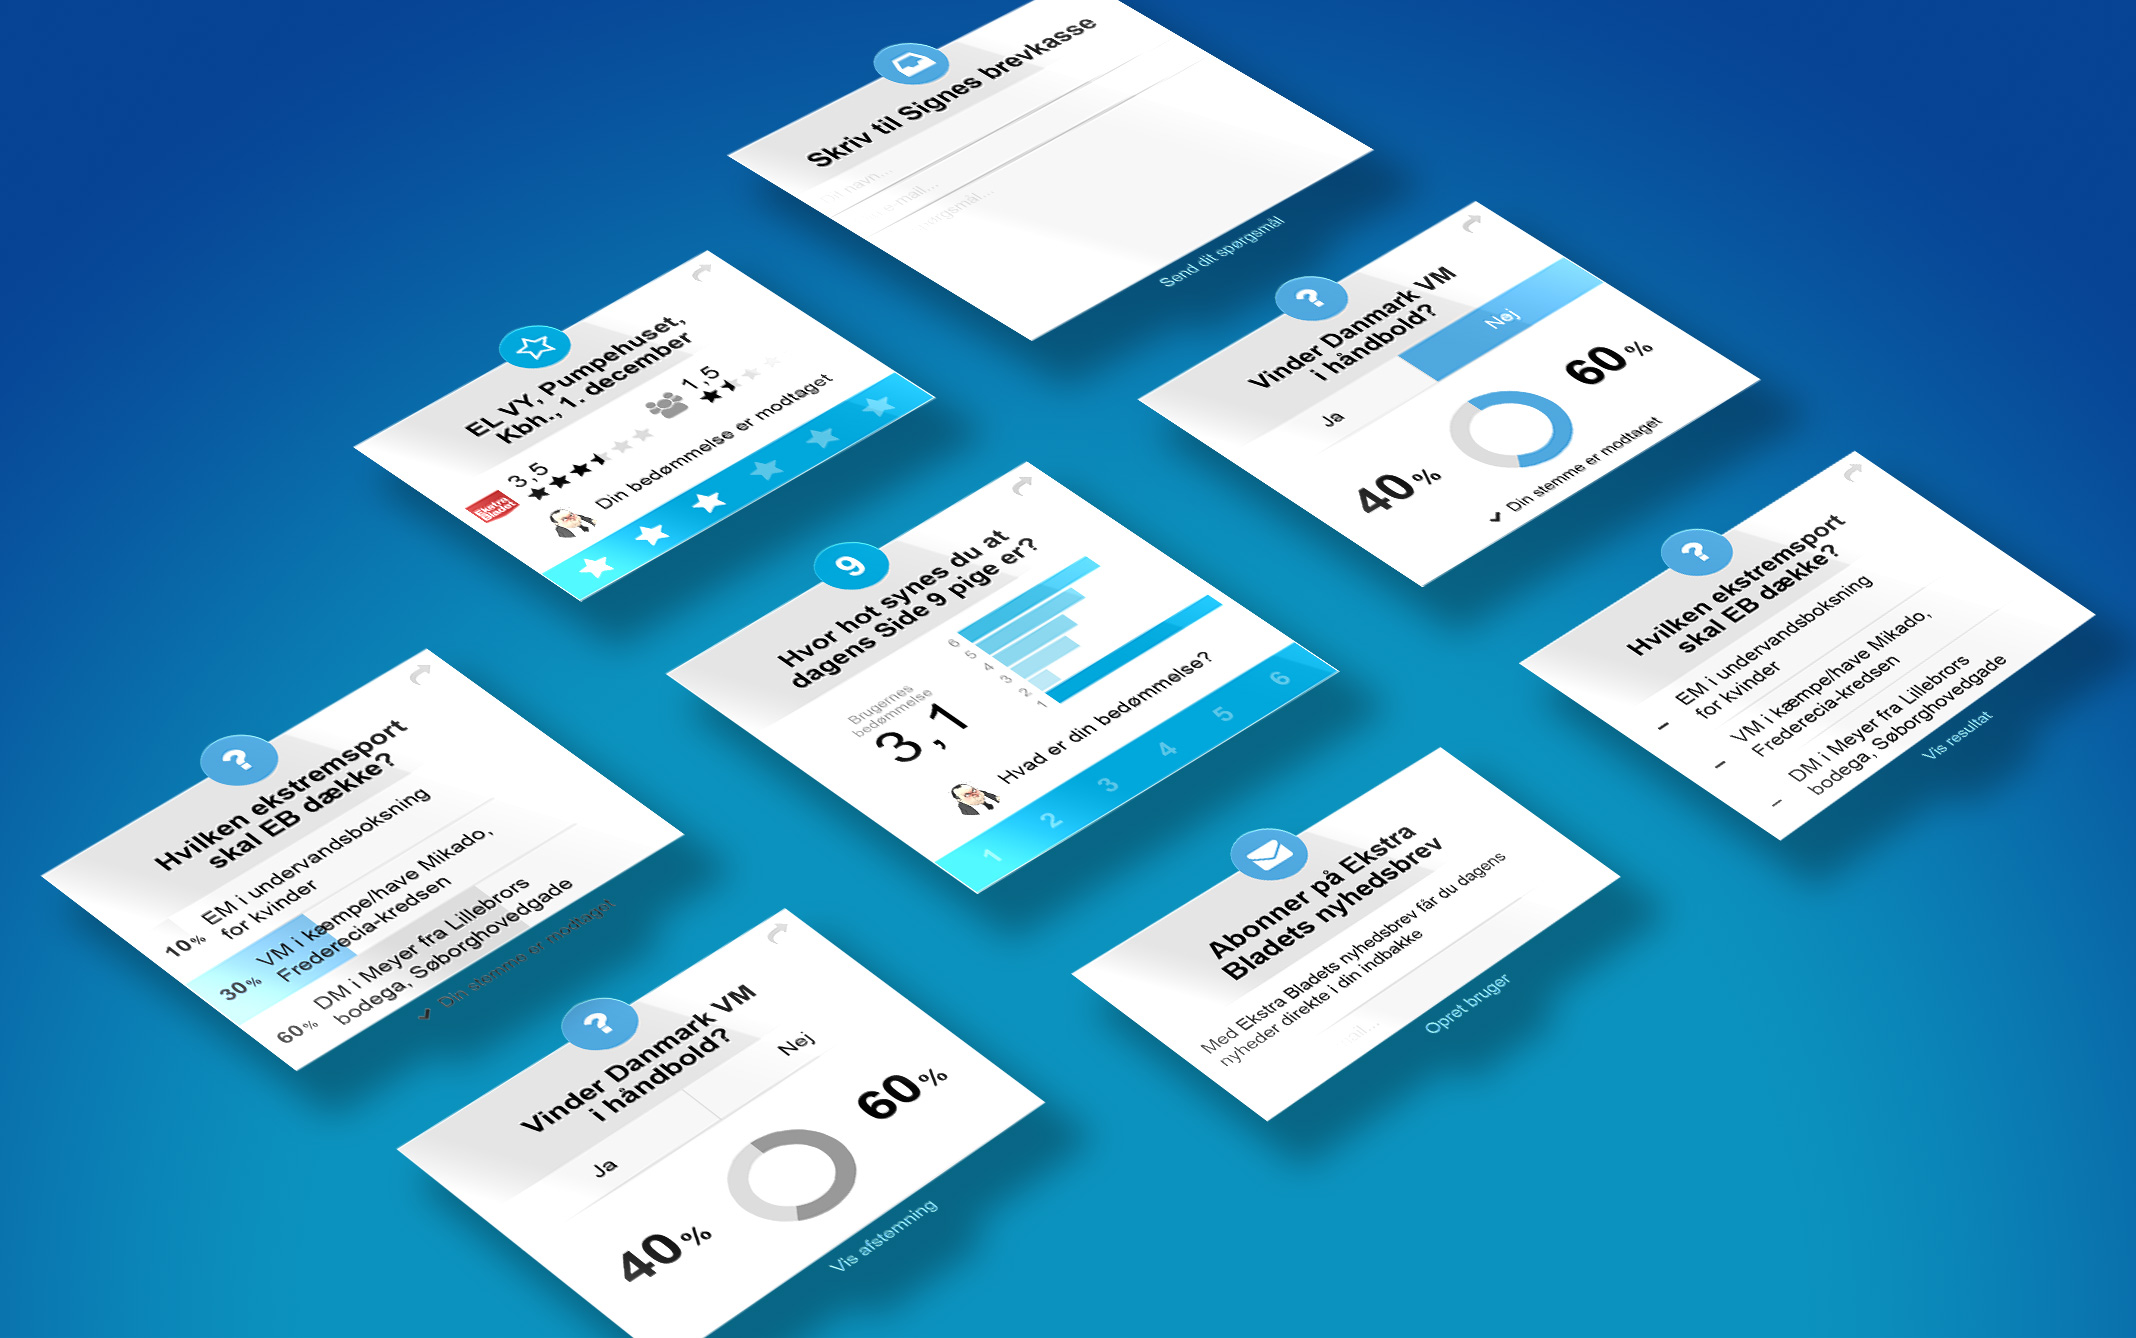 Skriv til Signes brevkasse
navn...
e-mail...
Send dit spørgsmål
EL VY, Pumpehuset,
Kbh., 1. december
3,5
1,5
Ekstra
Bladet
Din bedømmelse er modtaget
Vinder Danmark VM
i håndbold?
Ja
Nej
40%
60%
Din stemme er modtaget
9
Hvor hot synes du at
dagens Side 9 pige er?
Brugernes
bedømmelse
3,1
6
5
4
3
2
1
Hvad er din bedømmelse?
1 2 3 4 5 6
?
Hvilken ekstremsport
skal EB dække?
– EM i undervandsboksning
for kvinder
– VM i kæmpe/have Mikado,
Frederecia-kredsen
– DM i Meyer fra Lillebrors
bodega, Søborghovedgade
Vis resultat
?
Hvilken ekstremsport
skal EB dække?
10% EM i undervandsboksning
for kvinder
30% VM i kæmpe/have Mikado,
Frederecia-kredsen
60% DM i Meyer fra Lillebrors
bodega, Søborghovedgade
Din stemme er modtaget
?
Vinder Danmark VM
i håndbold?
Ja
Nej
40%
60%
Vis afstemning
Abonner på Ekstra
Bladets nyhedsbrev
Med Ekstra Bladets nyhedsbrev får du dagens
nyheder direkte i din indbakke
Opret bruger